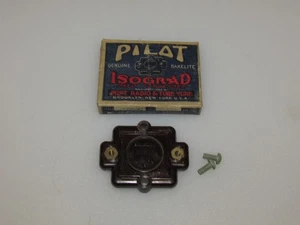 PILOT
GENUINE BAKELITE
ISOGRAD
PILOT RADIO & TUBE CORP.
BROOKLYN, NEW YORK U.S.A.